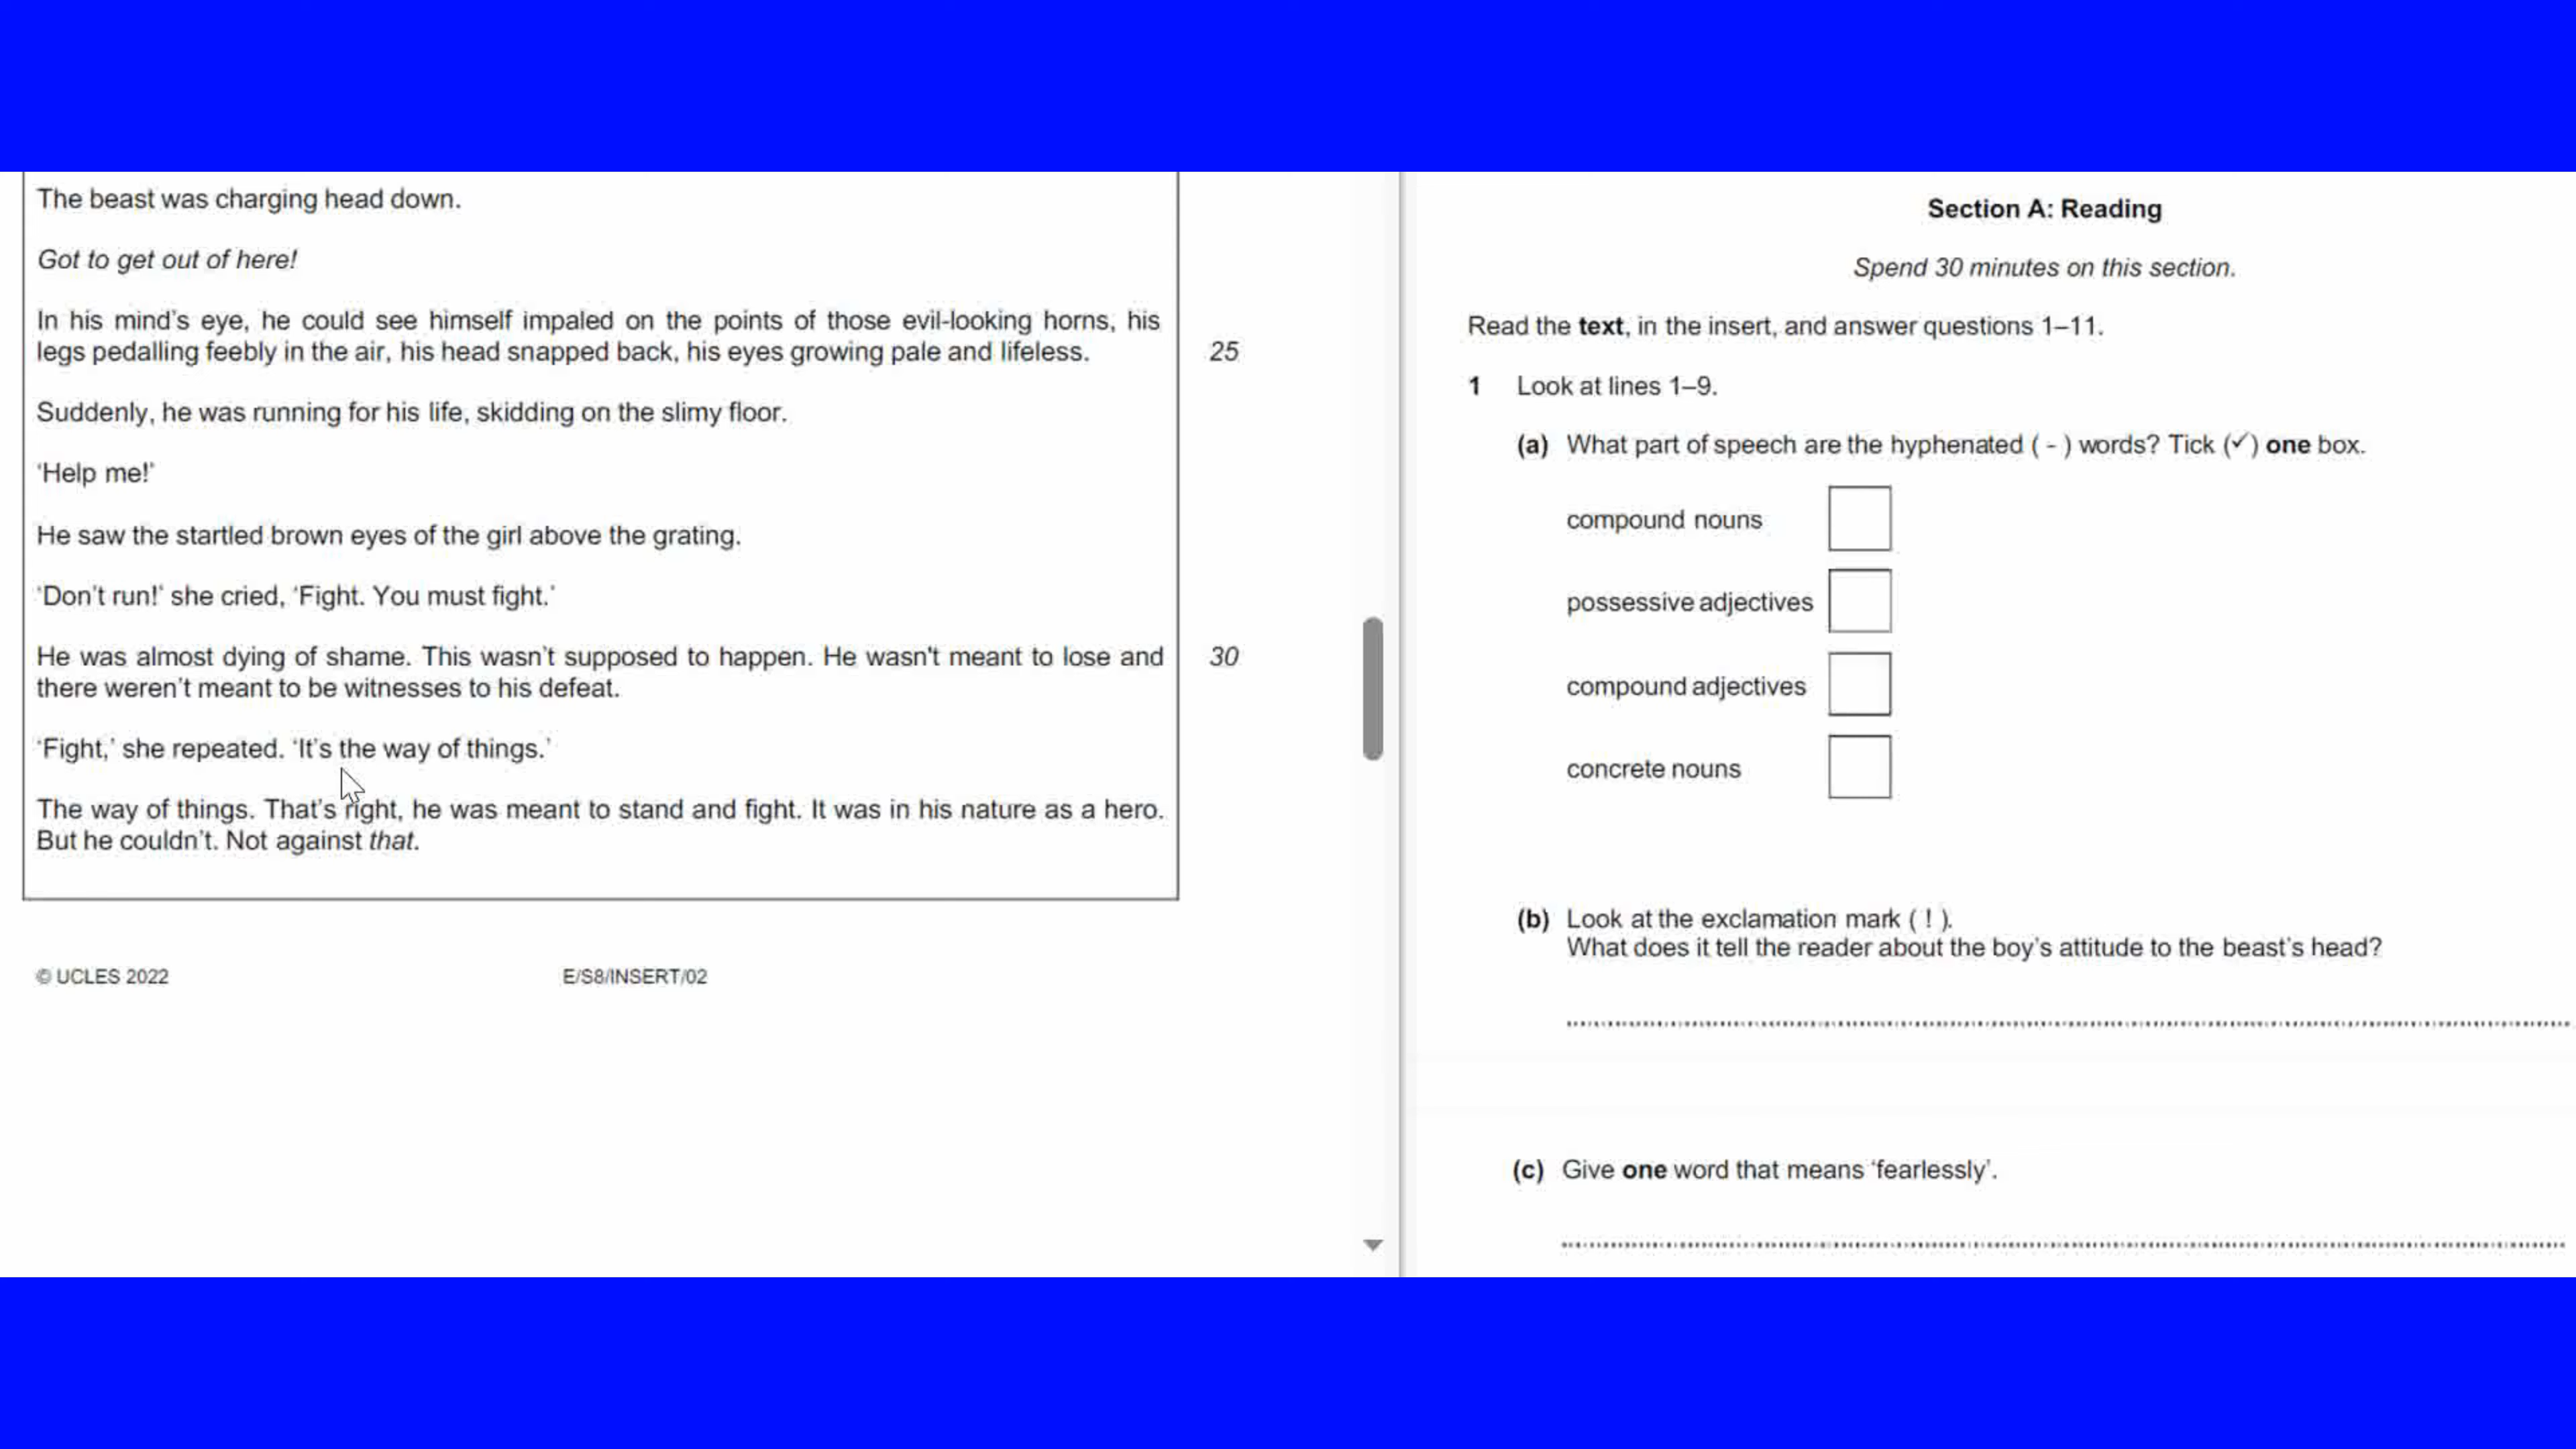 The beast was charging head down.
Got to get out of here!
In his mind's eye, he could see himself impaled on the points of those evil-looking horns, his
legs pedalling feebly in the air, his head snapped back, his eyes growing pale and lifeless.
25
Suddenly, he was running for his life, skidding on the slimy floor.
'Help me!'
He saw the startled brown eyes of the girl above the grating.
'Don't run!' she cried, 'Fight. You must fight.'
He was almost dying of shame. This wasn't supposed to happen. He wasn't meant to lose and
30
there weren't meant to be witnesses to his defeat.
'Fight,' she repeated. 'It's the way of things.'
The way of things. That's right, he was meant to stand and fight. It was in his nature as a hero.
But he couldn't. Not against that.
© UCLES 2022
E/S8/INSERT/02
Section A: Reading
Spend 30 minutes on this section.
Read the text, in the insert, and answer questions 1–11.
1 Look at lines 1–9.
(a) What part of speech are the hyphenated ( - ) words? Tick (✓) one box.
compound nouns
possessive adjectives
compound adjectives
concrete nouns
(b) Look at the exclamation mark ( ! ).
What does it tell the reader about the boy's attitude to the beast's head?
(c) Give one word that means 'fearlessly'.